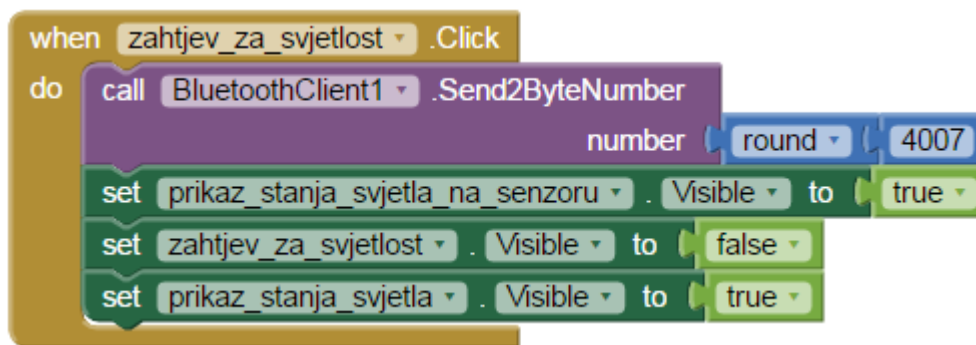 when zahtjev_za_svjetlost .Click
do call BluetoothClient1 .Send2ByteNumber
number round 4007
set prikaz_stanja_svjetla_na_senzoru . Visible to true
set zahtjev_za_svjetlost . Visible to false
set prikaz_stanja_svjetla . Visible to true